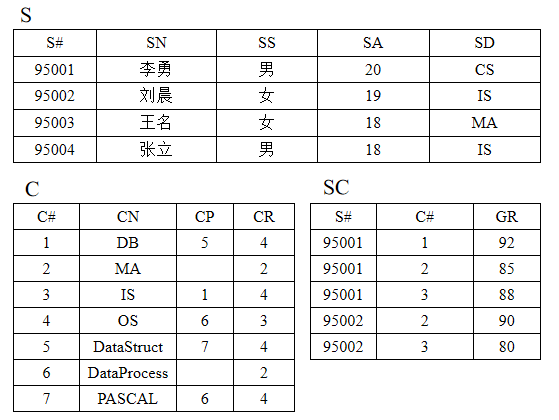 S
S# SN SS SA SD
95001 李勇 男 20 CS
95002 刘晨 女 19 IS
95003 王名 女 18 MA
95004 张立 男 18 IS
C
C# CN CP CR
1 DB 5 4
2 MA 2
3 IS 1 4
4 OS 6 3
5 DataStruct 7 4
6 DataProcess 2
7 PASCAL 6 4
SC
S# C# GR
95001 1 92
95001 2 85
95001 3 88
95002 2 90
95002 3 80